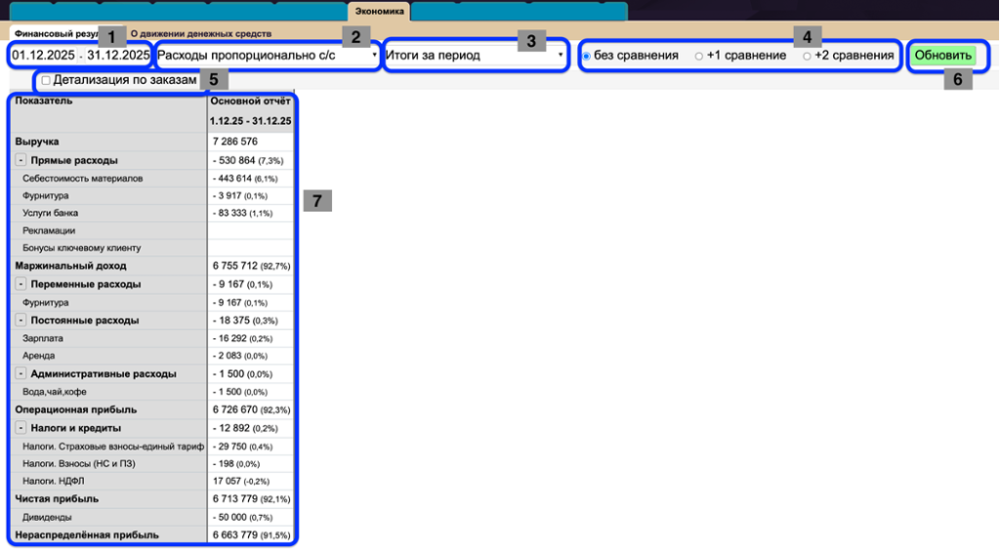 Экономика
Финансовый резул 1 О движении денежных средств 2 3 4
01.12.2025 - 31.12.2025 Расходы пропорционально с/с Итоги за период без сравнения +1 сравнение +2 сравнения Обновить
Детализация по заказам 5 6
Показатель Основной отчёт
1.12.25 - 31.12.25
Выручка 7 286 576
- Прямые расходы - 530 864 (7,3%)
Себестоимость материалов - 443 614 (6,1%)
Фурнитура - 3 917 (0,1%) 7
Услуги банка - 83 333 (1,1%)
Рекламации
Бонусы ключевому клиенту
Маржинальный доход 6 755 712 (92,7%)
- Переменные расходы - 9 167 (0,1%)
Фурнитура - 9 167 (0,1%)
- Постоянные расходы - 18 375 (0,3%)
Зарплата - 16 292 (0,2%)
Аренда - 2 083 (0,0%)
- Административные расходы - 1 500 (0,0%)
Вода,чай,кофе - 1 500 (0,0%)
Операционная прибыль 6 726 670 (92,3%)
- Налоги и кредиты - 12 892 (0,2%)
Налоги. Страховые взносы-единый тариф - 29 750 (0,4%)
Налоги. Взносы (НС и ПЗ) - 198 (0,0%)
Налоги. НДФЛ 17 057 (-0,2%)
Чистая прибыль 6 713 779 (92,1%)
Дивиденды - 50 000 (0,7%)
Нераспределённая прибыль 6 663 779 (91,5%)